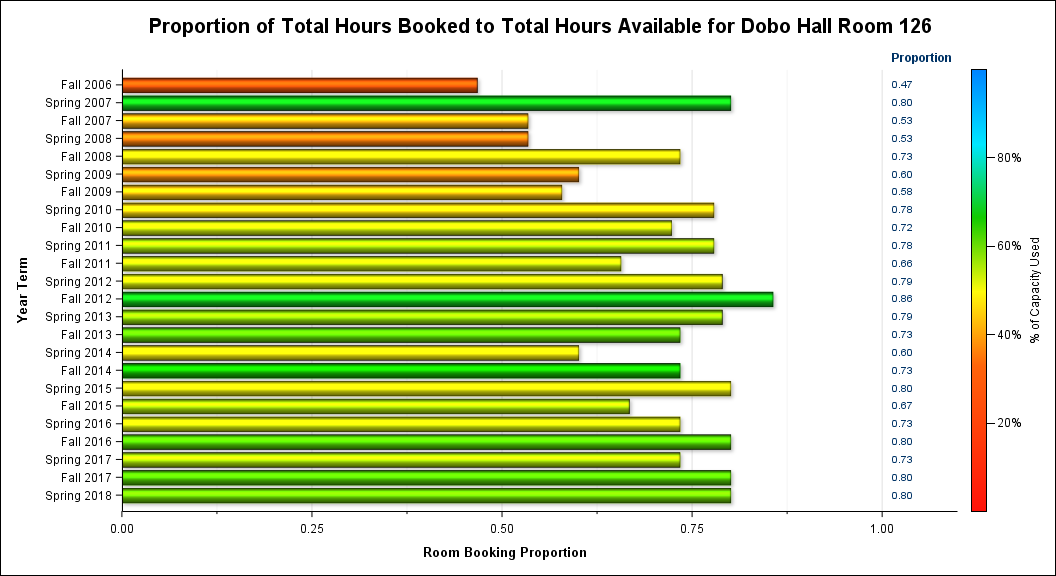 Proportion of Total Hours Booked to Total Hours Available for Dobo Hall Room 126
Proportion
Fall 2006 0.47
Spring 2007 0.80
Fall 2007 0.53
Spring 2008 0.53
Fall 2008 0.73
Spring 2009 0.60
Fall 2009 0.58
Spring 2010 0.78
Fall 2010 0.72
Spring 2011 0.78
Fall 2011 0.66
Spring 2012 0.79
Fall 2012 0.86
Spring 2013 0.79
Fall 2013 0.73
Spring 2014 0.60
Fall 2014 0.73
Spring 2015 0.80
Fall 2015 0.67
Spring 2016 0.73
Fall 2016 0.80
Spring 2017 0.73
Fall 2017 0.80
Spring 2018 0.80
Year Term
0.00 0.25 0.50 0.75 1.00
Room Booking Proportion
80%
60%
40%
20%
% of Capacity Used